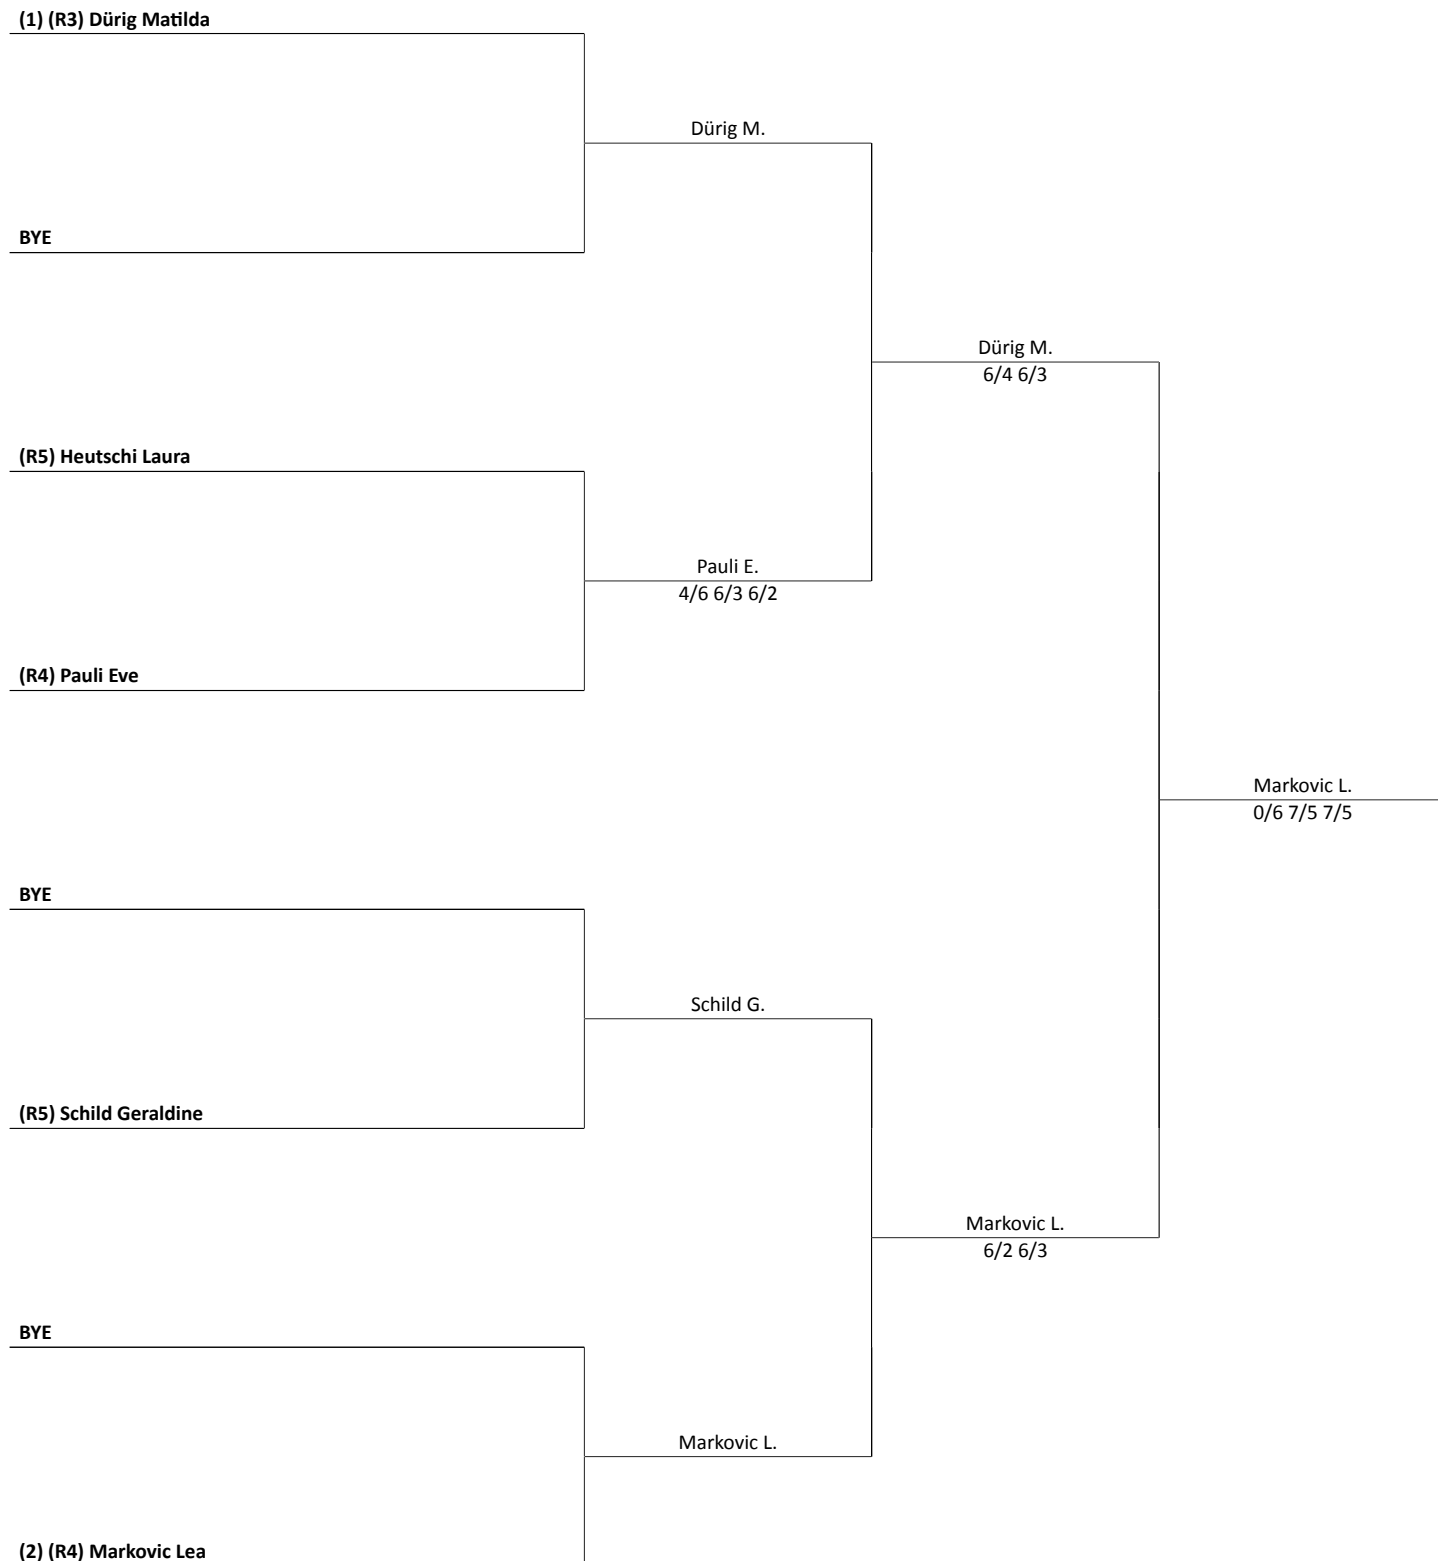 (1) (R3) Dürig Matilda
Dürig M.
BYE
Dürig M.
6/4 6/3
(R5) Heutschi Laura
Pauli E.
4/6 6/3 6/2
(R4) Pauli Eve
Markovic L.
0/6 7/5 7/5
BYE
Schild G.
(R5) Schild Geraldine
Markovic L.
6/2 6/3
BYE
Markovic L.
(2) (R4) Markovic Lea